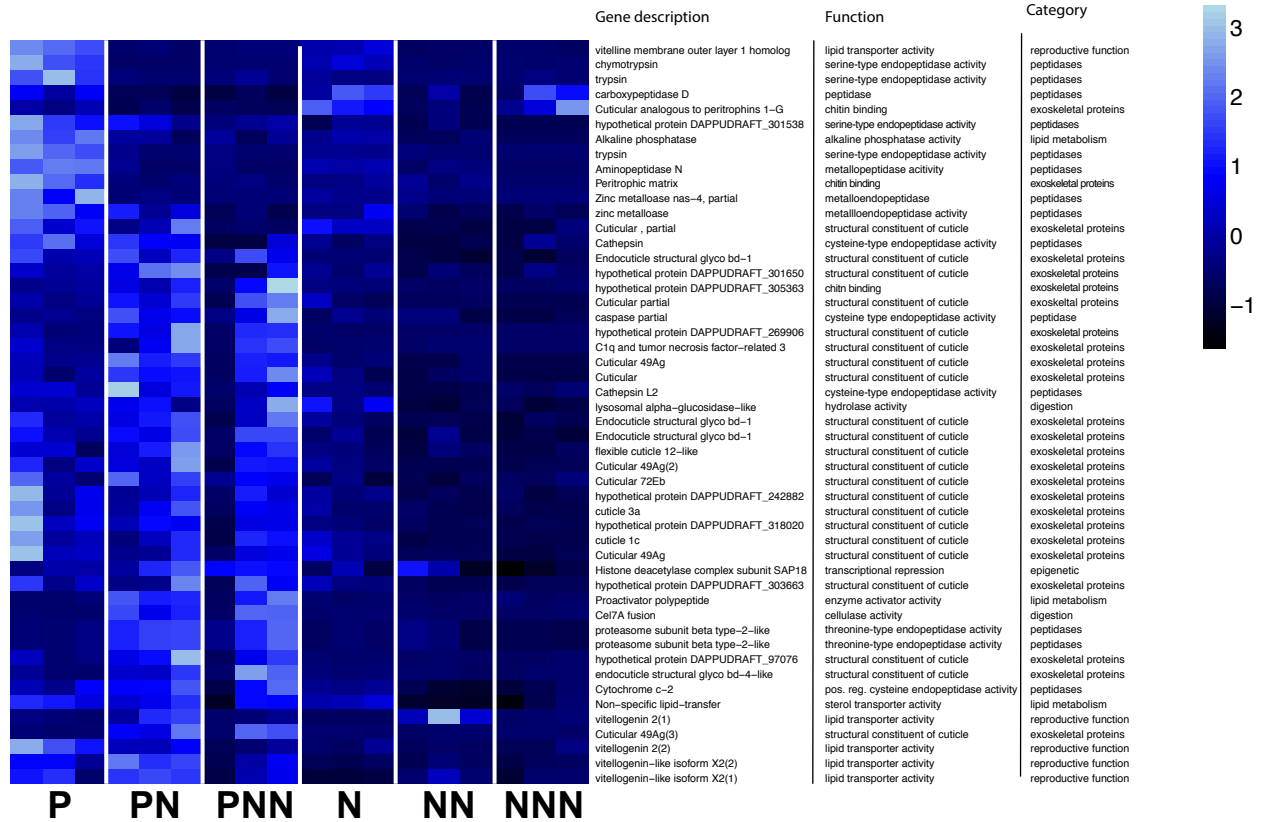 Gene description Function Category
vitelline membrane outer layer 1 homolog lipid transporter activity reproductive function
chymotrypsin serine-type endopeptidase activity peptidases
trypsin serine-type endopeptidase activity peptidases
carboxypeptidase D peptidase peptidases
Cuticular analogous to peritrophins 1-G chitin binding exoskeletal proteins
hypothetical protein DAPPUDRAFT_301538 serine-type endopeptidase activity peptidases
Alkaline phosphatase alkaline phosphatase activity lipid metabolism
trypsin serine-type endopeptidase activity peptidases
Aminopeptidase N metallopeptidase acitivity peptidases
Peritrophic matrix chitin binding exoskeletal proteins
Zinc metalloase nas-4, partial metalloendopeptidase peptidases
zinc metalloase metallloendopeptidase activity peptidases
Cuticular , partial structural constituent of cuticle exoskeletal proteins
Cathepsin cysteine-type endopeptidase activity peptidases
Endocuticle structural glyco bd-1 structural constituent of cuticle exoskeletal proteins
hypothetical protein DAPPUDRAFT_301650 structural constituent of cuticle exoskeletal proteins
hypothetical protein DAPPUDRAFT_305363 chitn binding exoskeletal proteins
Cuticular partial structural constituent of cuticle exoskeltal proteins
caspase partial cysteine type endopeptidase activity peptidase
hypothetical protein DAPPUDRAFT_269906 structural constituent of cuticle exoskeletal proteins
C1q and tumor necrosis factor-related 3 structural constituent of cuticle exoskeletal proteins
Cuticular 49Ag structural constituent of cuticle exoskeletal proteins
Cuticular structural constituent of cuticle exoskeletal proteins
Cathepsin L2 cysteine-type endopeptidase activity peptidases
lysosomal alpha-glucosidase-like hydrolase activity digestion
Endocuticle structural glyco bd-1 structural constituent of cuticle exoskeletal proteins
Endocuticle structural glyco bd-1 structural constituent of cuticle exoskeletal proteins
flexible cuticle 12-like structural constituent of cuticle exoskeletal proteins
Cuticular 49Ag(2) structural constituent of cuticle exoskeletal proteins
Cuticular 72Eb structural constituent of cuticle exoskeletal proteins
hypothetical protein DAPPUDRAFT_242882 structural constituent of cuticle exoskeletal proteins
cuticle 3a structural constituent of cuticle exoskeletal proteins
hypothetical protein DAPPUDRAFT_318020 structural constituent of cuticle exoskeletal proteins
cuticle 1c structural constituent of cuticle exoskeletal proteins
Cuticular 49Ag structural constituent of cuticle exoskeletal proteins
Histone deacetylase complex subunit SAP18 transcriptional repression epigenetic
hypothetical protein DAPPUDRAFT_303663 structural constituent of cuticle exoskeletal proteins
Proactivator polypeptide enzyme activator activity lipid metabolism
Cel7A fusion cellulase activity digestion
proteasome subunit beta type-2-like threonine-type endopeptidase activity peptidases
proteasome subunit beta type-2-like threonine-type endopeptidase activity peptidases
hypothetical protein DAPPUDRAFT_97076 structural constituent of cuticle exoskeletal proteins
endocuticle structural glyco bd-4-like structural constituent of cuticle exoskeletal proteins
Cytochrome c-2 pos. reg. cysteine endopeptidase activity peptidases
Non-specific lipid-transfer sterol transporter activity lipid metabolism
vitellogenin 2(1) lipid transporter activity reproductive function
Cuticular 49Ag(3) structural constituent of cuticle exoskeletal proteins
vitellogenin 2(2) lipid transporter activity reproductive function
vitellogenin-like isoform X2(2) lipid transporter activity reproductive function
vitellogenin-like isoform X2(1) lipid transporter activity reproductive function
P PN PNN N NN NNN
3
2
1
0
−1